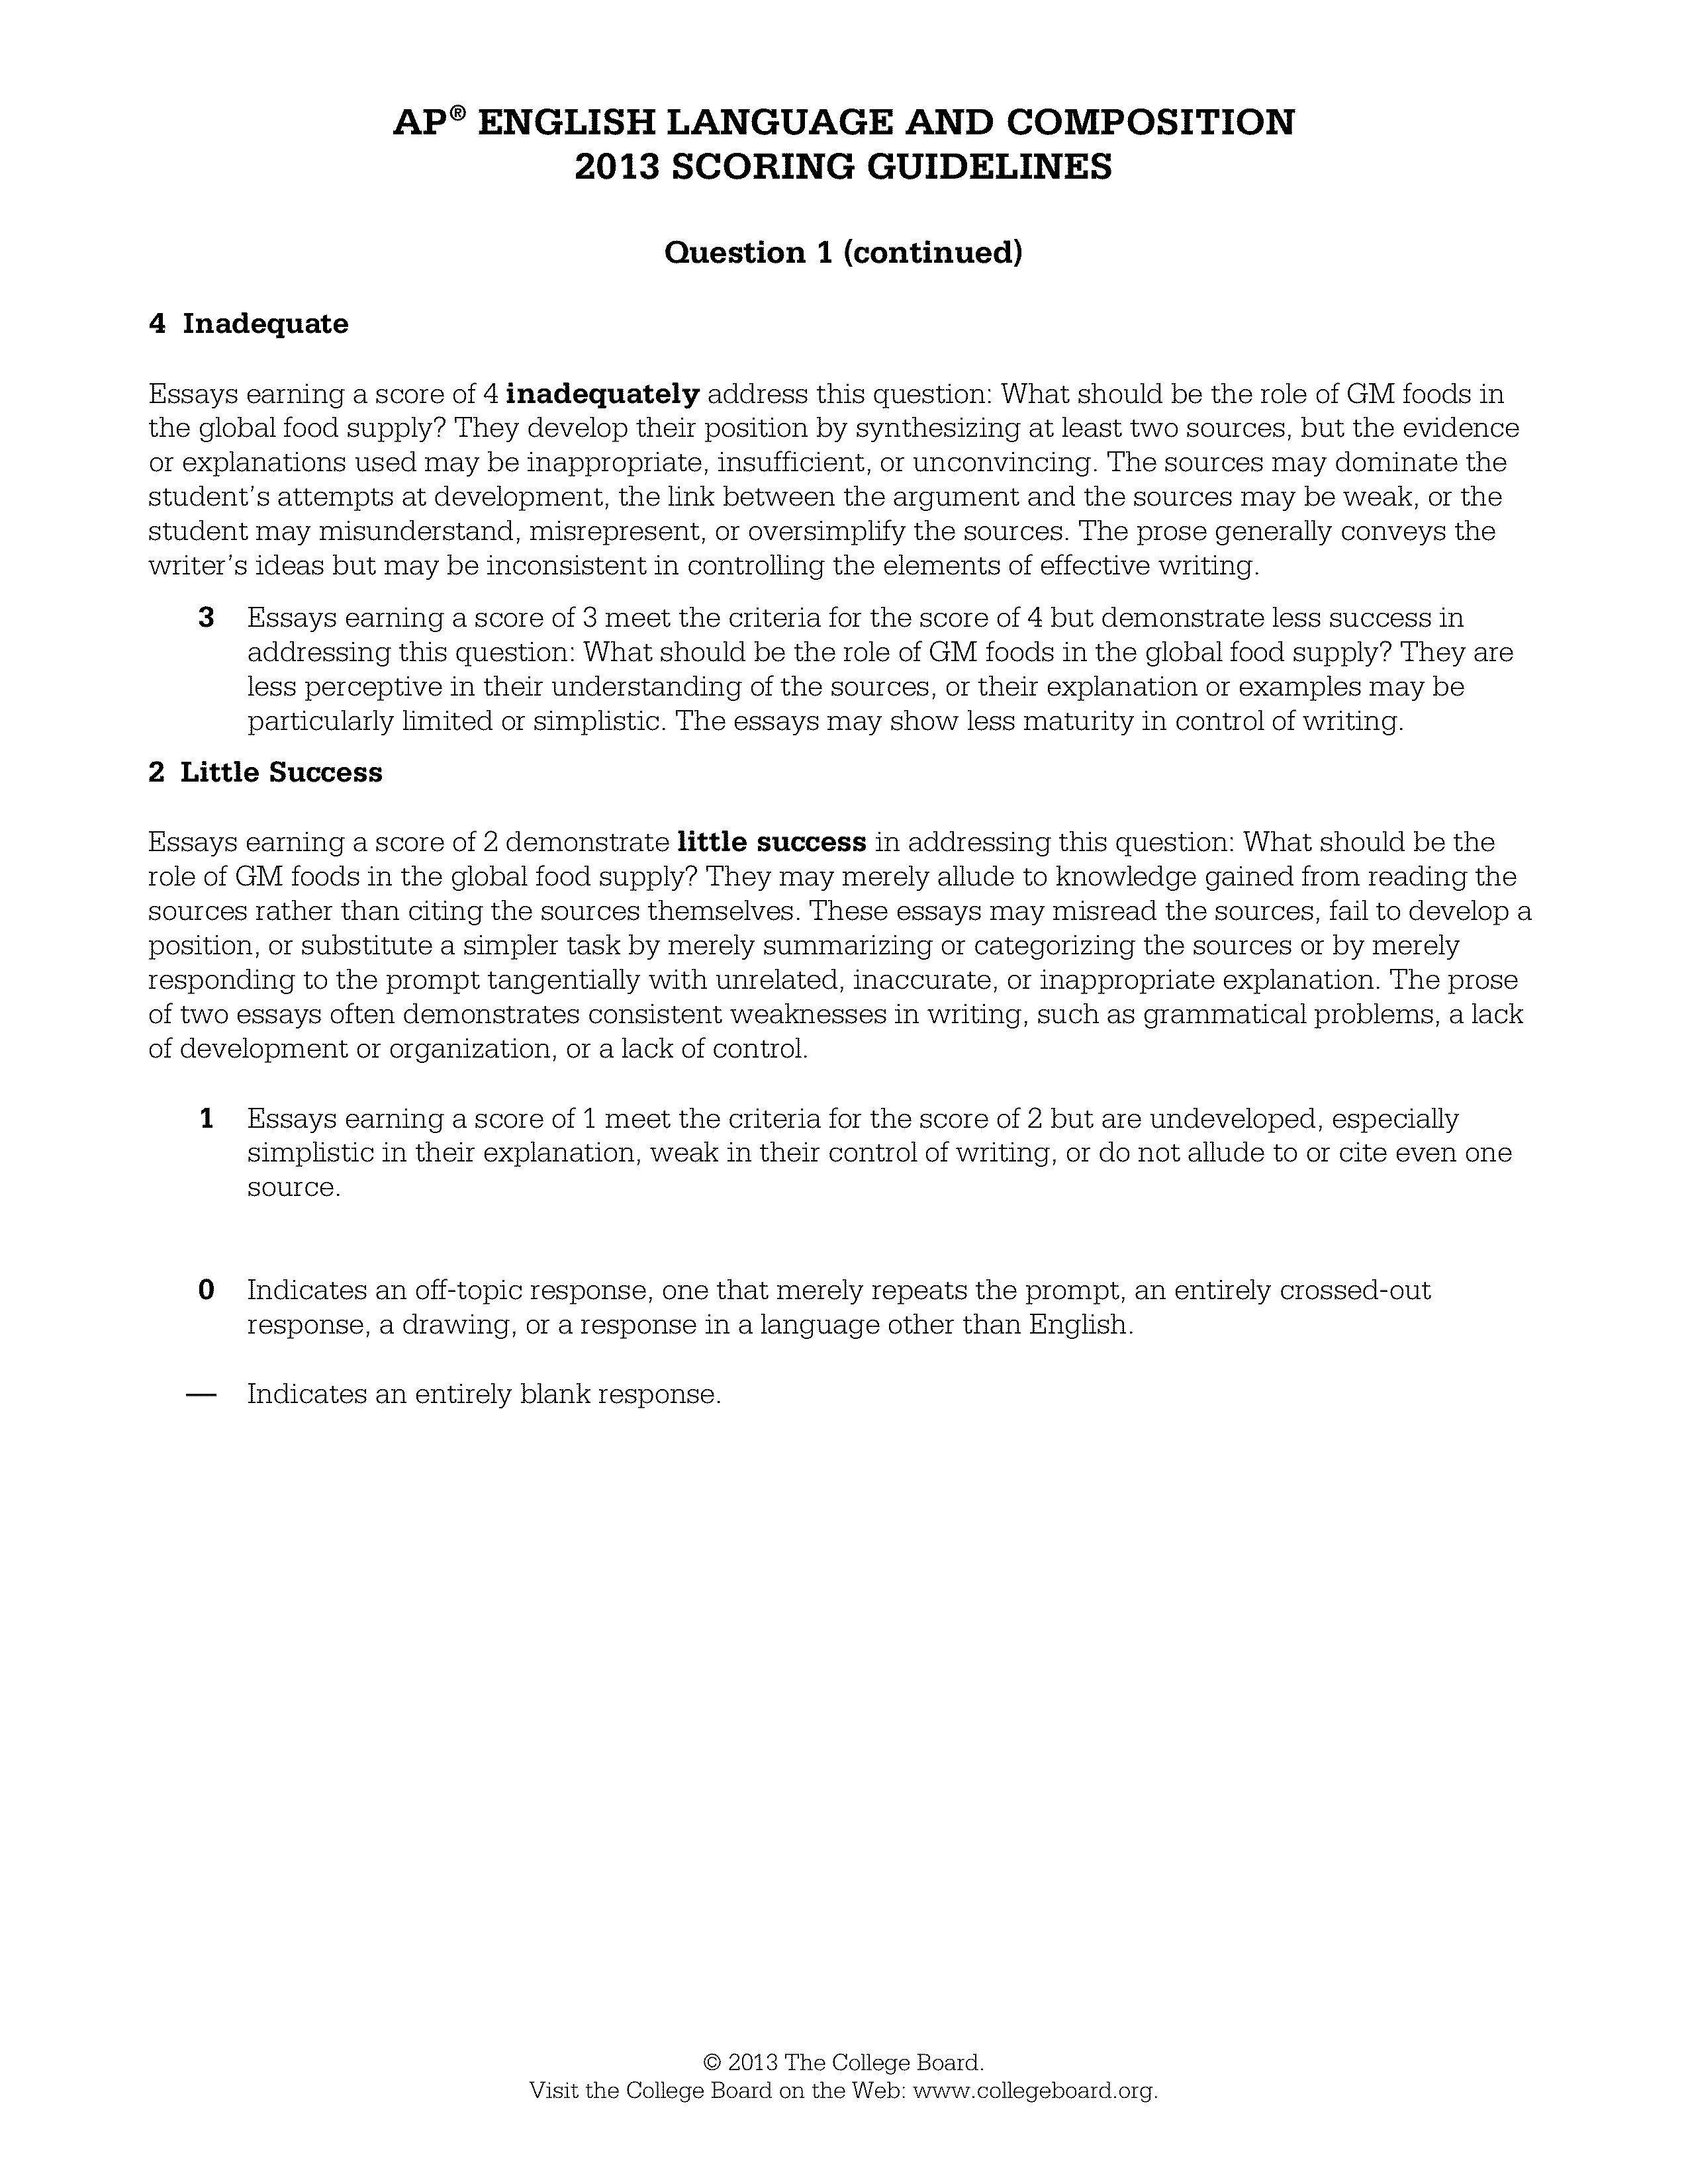 AP® ENGLISH LANGUAGE AND COMPOSITION
2013 SCORING GUIDELINES
Question 1 (continued)
4 Inadequate
Essays earning a score of 4 inadequately address this question: What should be the role of GM foods in
the global food supply? They develop their position by synthesizing at least two sources, but the evidence
or explanations used may be inappropriate, insufficient, or unconvincing. The sources may dominate the
student’s attempts at development, the link between the argument and the sources may be weak, or the
student may misunderstand, misrepresent, or oversimplify the sources. The prose generally conveys the
writer’s ideas but may be inconsistent in controlling the elements of effective writing.
3 Essays earning a score of 3 meet the criteria for the score of 4 but demonstrate less success in
addressing this question: What should be the role of GM foods in the global food supply? They are
less perceptive in their understanding of the sources, or their explanation or examples may be
particularly limited or simplistic. The essays may show less maturity in control of writing.
2 Little Success
Essays earning a score of 2 demonstrate little success in addressing this question: What should be the
role of GM foods in the global food supply? They may merely allude to knowledge gained from reading the
sources rather than citing the sources themselves. These essays may misread the sources, fail to develop a
position, or substitute a simpler task by merely summarizing or categorizing the sources or by merely
responding to the prompt tangentially with unrelated, inaccurate, or inappropriate explanation. The prose
of two essays often demonstrates consistent weaknesses in writing, such as grammatical problems, a lack
of development or organization, or a lack of control.
1 Essays earning a score of 1 meet the criteria for the score of 2 but are undeveloped, especially
simplistic in their explanation, weak in their control of writing, or do not allude to or cite even one
source.
0 Indicates an off-topic response, one that merely repeats the prompt, an entirely crossed-out
response, a drawing, or a response in a language other than English.
— Indicates an entirely blank response.
© 2013 The College Board.
Visit the College Board on the Web: www.collegeboard.org.